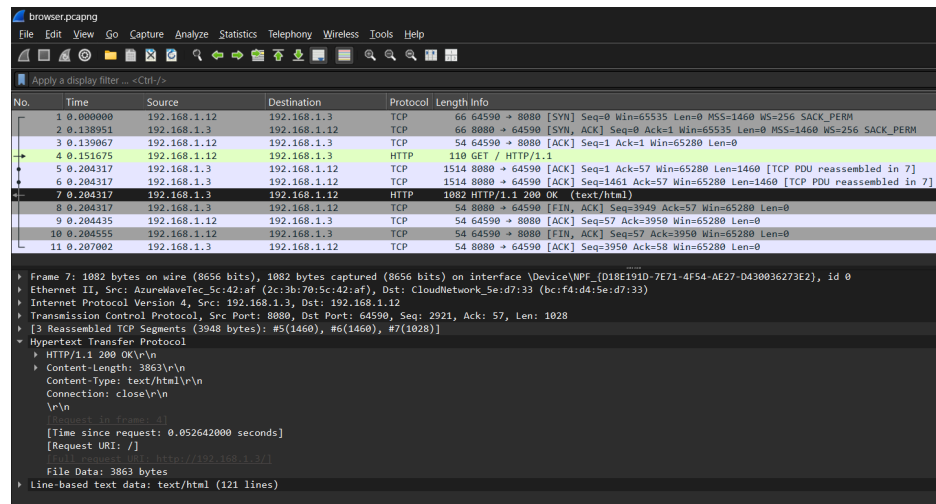 browser.pcapng
File Edit View Go Capture Analyze Statistics Telephony Wireless Tools Help
Apply a display filter ... <Ctrl-/>
No. Time Source Destination Protocol Length Info
1 0.000000 192.168.1.12 192.168.1.3 TCP 66 64590 → 8080 [SYN] Seq=0 Win=65535 Len=0 MSS=1460 WS=256 SACK_PERM
2 0.138951 192.168.1.3 192.168.1.12 TCP 66 8080 → 64590 [SYN, ACK] Seq=0 Ack=1 Win=65535 Len=0 MSS=1460 WS=256 SACK_PERM
3 0.139067 192.168.1.12 192.168.1.3 TCP 54 64590 → 8080 [ACK] Seq=1 Ack=1 Win=65280 Len=0
4 0.151675 192.168.1.12 192.168.1.3 HTTP 110 GET / HTTP/1.1
5 0.204317 192.168.1.3 192.168.1.12 TCP 1514 8080 → 64590 [ACK] Seq=1 Ack=57 Win=65280 Len=1460 [TCP PDU reassembled in 7]
6 0.204317 192.168.1.3 192.168.1.12 TCP 1514 8080 → 64590 [ACK] Seq=1461 Ack=57 Win=65280 Len=1460 [TCP PDU reassembled in 7]
7 0.204317 192.168.1.3 192.168.1.12 HTTP 1082 HTTP/1.1 200 OK (text/html)
8 0.204317 192.168.1.3 192.168.1.12 TCP 54 8080 → 64590 [FIN, ACK] Seq=3949 Ack=57 Win=65280 Len=0
9 0.204435 192.168.1.12 192.168.1.3 TCP 54 64590 → 8080 [ACK] Seq=57 Ack=3950 Win=65280 Len=0
10 0.204555 192.168.1.12 192.168.1.3 TCP 54 64590 → 8080 [FIN, ACK] Seq=57 Ack=3950 Win=65280 Len=0
11 0.207002 192.168.1.3 192.168.1.12 TCP 54 8080 → 64590 [ACK] Seq=3950 Ack=58 Win=65280 Len=0
Frame 7: 1082 bytes on wire (8656 bits), 1082 bytes captured (8656 bits) on interface \Device\NPF_{D18E191D-7E71-4F54-AE27-D430036273E2}, id 0
Ethernet II, Src: AzureWaveTec_5c:42:af (2c:3b:70:5c:42:af), Dst: CloudNetwork_5e:d7:33 (bc:f4:d4:5e:d7:33)
Internet Protocol Version 4, Src: 192.168.1.3, Dst: 192.168.1.12
Transmission Control Protocol, Src Port: 8080, Dst Port: 64590, Seq: 2921, Ack: 57, Len: 1028
[3 Reassembled TCP Segments (3948 bytes): #5(1460), #6(1460), #7(1028)]
Hypertext Transfer Protocol
HTTP/1.1 200 OK\r\n
Content-Length: 3863\r\n
Content-Type: text/html\r\n
Connection: close\r\n
\r\n
[Request in frame: 4]
[Time since request: 0.052642000 seconds]
[Request URI: /]
[Full request URI: http://192.168.1.3/]
File Data: 3863 bytes
Line-based text data: text/html (121 lines)